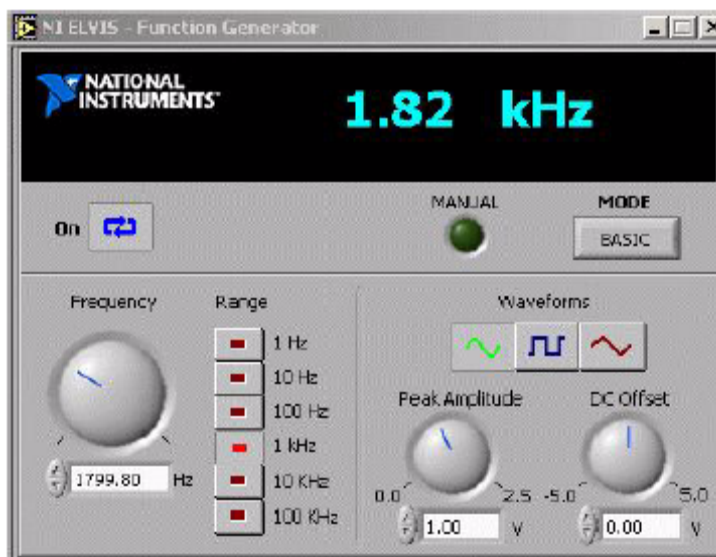 NI ELVIS - Function Generator
NATIONAL
INSTRUMENTS™
1.82 kHz
On
MANUAL
MODE
BASIC
Frequency
1799.80 Hz
Range
1 Hz
10 Hz
100 Hz
1 kHz
10 KHz
100 KHz
Waveforms
Peak Amplitude
0.0
2.5
1.00 V
DC Offset
-5.0
5.0
0.00 V